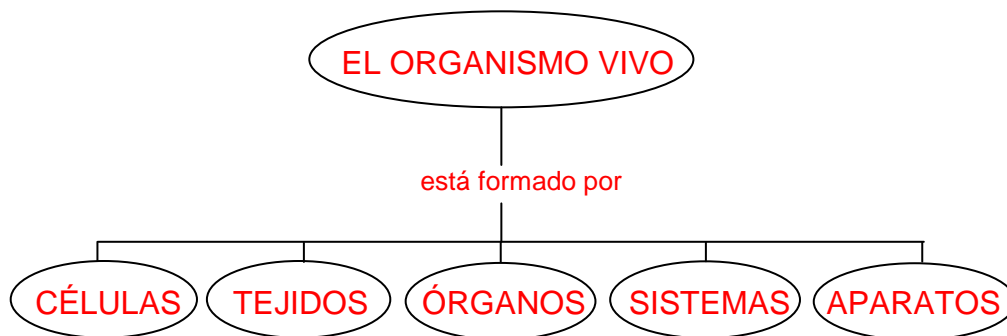 EL ORGANISMO VIVO
está formado por
CÉLULAS TEJIDOS ÓRGANOS SISTEMAS APARATOS